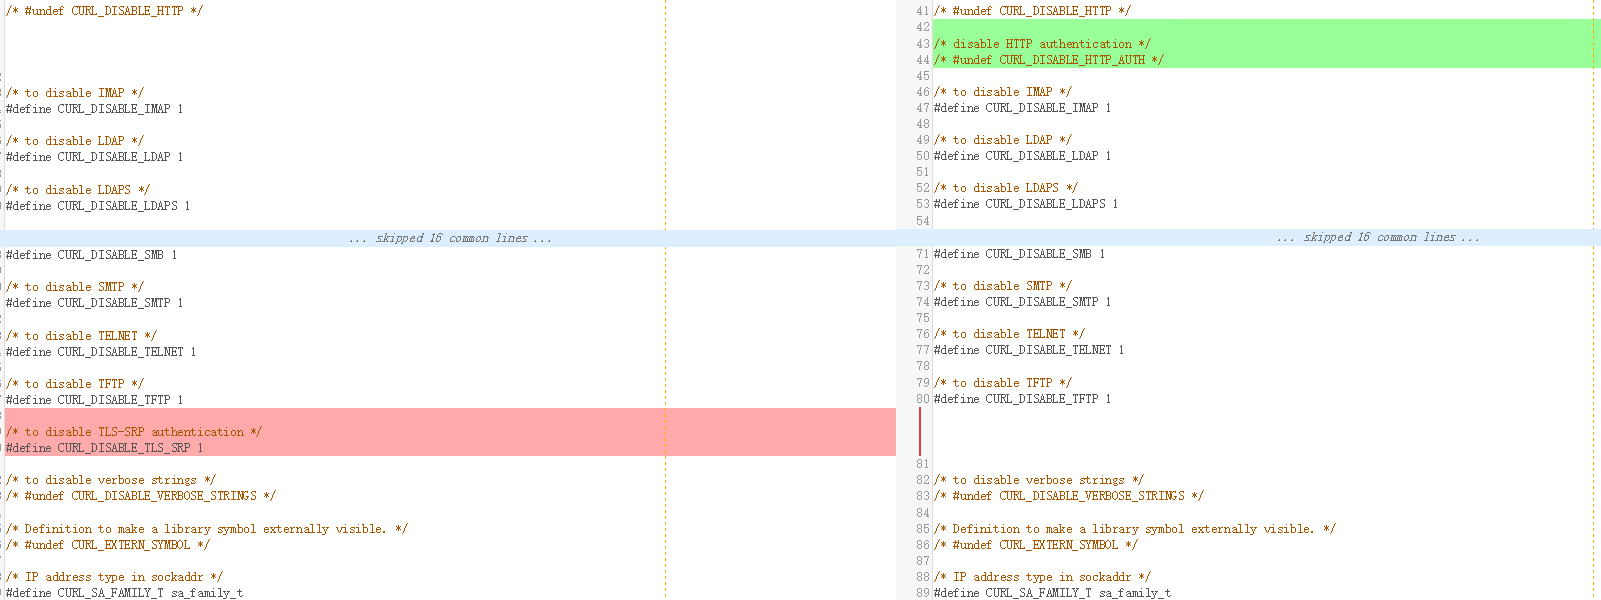 /* #undef CURL_DISABLE_HTTP */
/* to disable IMAP */
#define CURL_DISABLE_IMAP 1
/* to disable LDAP */
#define CURL_DISABLE_LDAP 1
/* to disable LDAPS */
#define CURL_DISABLE_LDAPS 1
... skipped 16 common lines ...
#define CURL_DISABLE_SMB 1
/* to disable SMTP */
#define CURL_DISABLE_SMTP 1
/* to disable TELNET */
#define CURL_DISABLE_TELNET 1
/* to disable TFTP */
#define CURL_DISABLE_TFTP 1
/* to disable TLS-SRP authentication */
#define CURL_DISABLE_TLS_SRP 1
/* to disable verbose strings */
/* #undef CURL_DISABLE_VERBOSE_STRINGS */
/* Definition to make a library symbol externally visible. */
/* #undef CURL_EXTERN_SYMBOL */
/* IP address type in sockaddr */
#define CURL_SA_FAMILY_T sa_family_t
41 /* #undef CURL_DISABLE_HTTP */
42
43 /* disable HTTP authentication */
44 /* #undef CURL_DISABLE_HTTP_AUTH */
45
46 /* to disable IMAP */
47 #define CURL_DISABLE_IMAP 1
48
49 /* to disable LDAP */
50 #define CURL_DISABLE_LDAP 1
51
52 /* to disable LDAPS */
53 #define CURL_DISABLE_LDAPS 1
54
... skipped 16 common lines ...
71 #define CURL_DISABLE_SMB 1
72
73 /* to disable SMTP */
74 #define CURL_DISABLE_SMTP 1
75
76 /* to disable TELNET */
77 #define CURL_DISABLE_TELNET 1
78
79 /* to disable TFTP */
80 #define CURL_DISABLE_TFTP 1
81
82 /* to disable verbose strings */
83 /* #undef CURL_DISABLE_VERBOSE_STRINGS */
84
85 /* Definition to make a library symbol externally visible. */
86 /* #undef CURL_EXTERN_SYMBOL */
87
88 /* IP address type in sockaddr */
89 #define CURL_SA_FAMILY_T sa_family_t